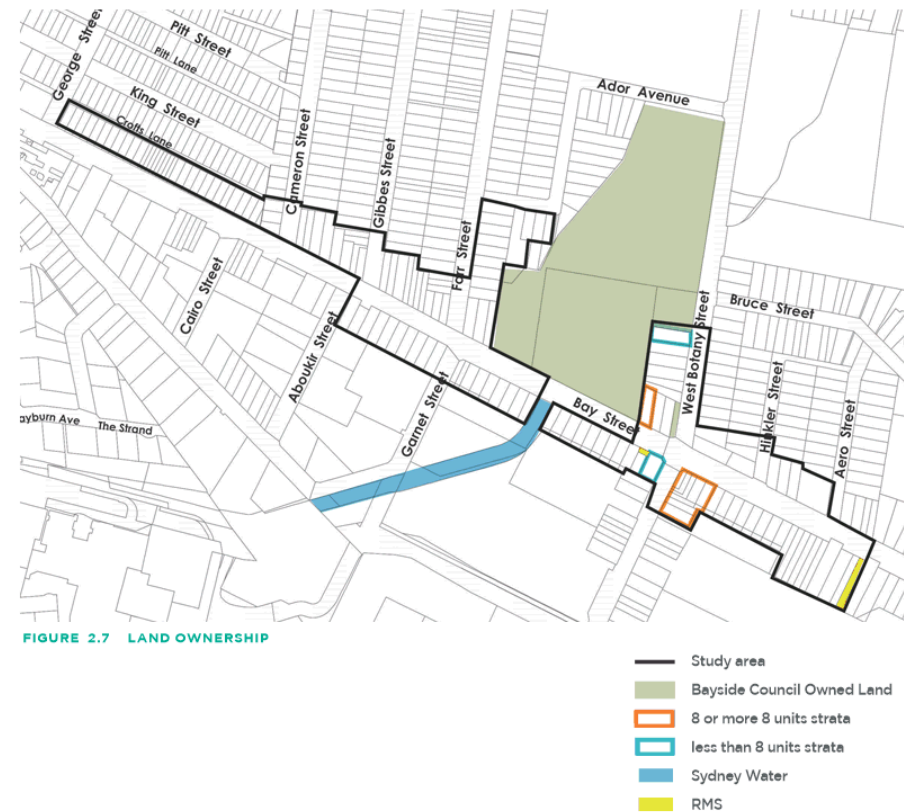 George Street
Pitt Street
Pitt Lane
King Street
Crofts Lane
Cameron Street
Gibbes Street
Farr Street
Ador Avenue
Cairo Street
Aboukir Street
Garnet Street
Bay Street
West Botany Street
Bruce Street
Hinkler Street
Aero Street
ayburn Ave
The Strand
FIGURE 2.7 LAND OWNERSHIP
Study area
Bayside Council Owned Land
8 or more 8 units strata
less than 8 units strata
Sydney Water
RMS